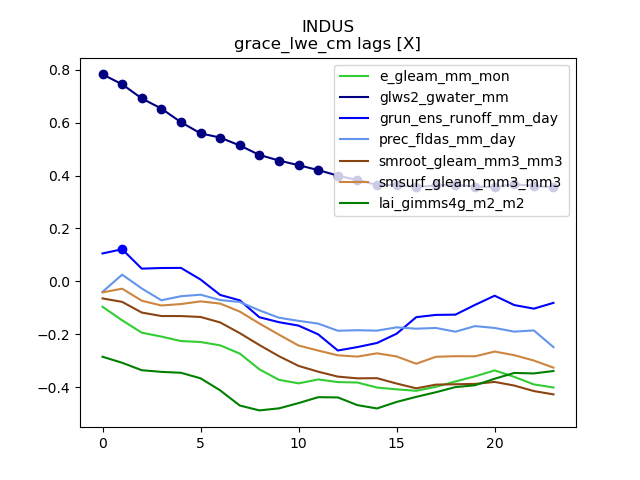 INDUS
grace_lwe_cm lags [X]
e_gleam_mm_mon
glws2_gwater_mm
grun_ens_runoff_mm_day
prec_fldas_mm_day
smroot_gleam_mm3_mm3
smsurf_gleam_mm3_mm3
lai_gimms4g_m2_m2
0.8
0.6
0.4
0.2
0.0
−0.2
−0.4
0 5 10 15 20